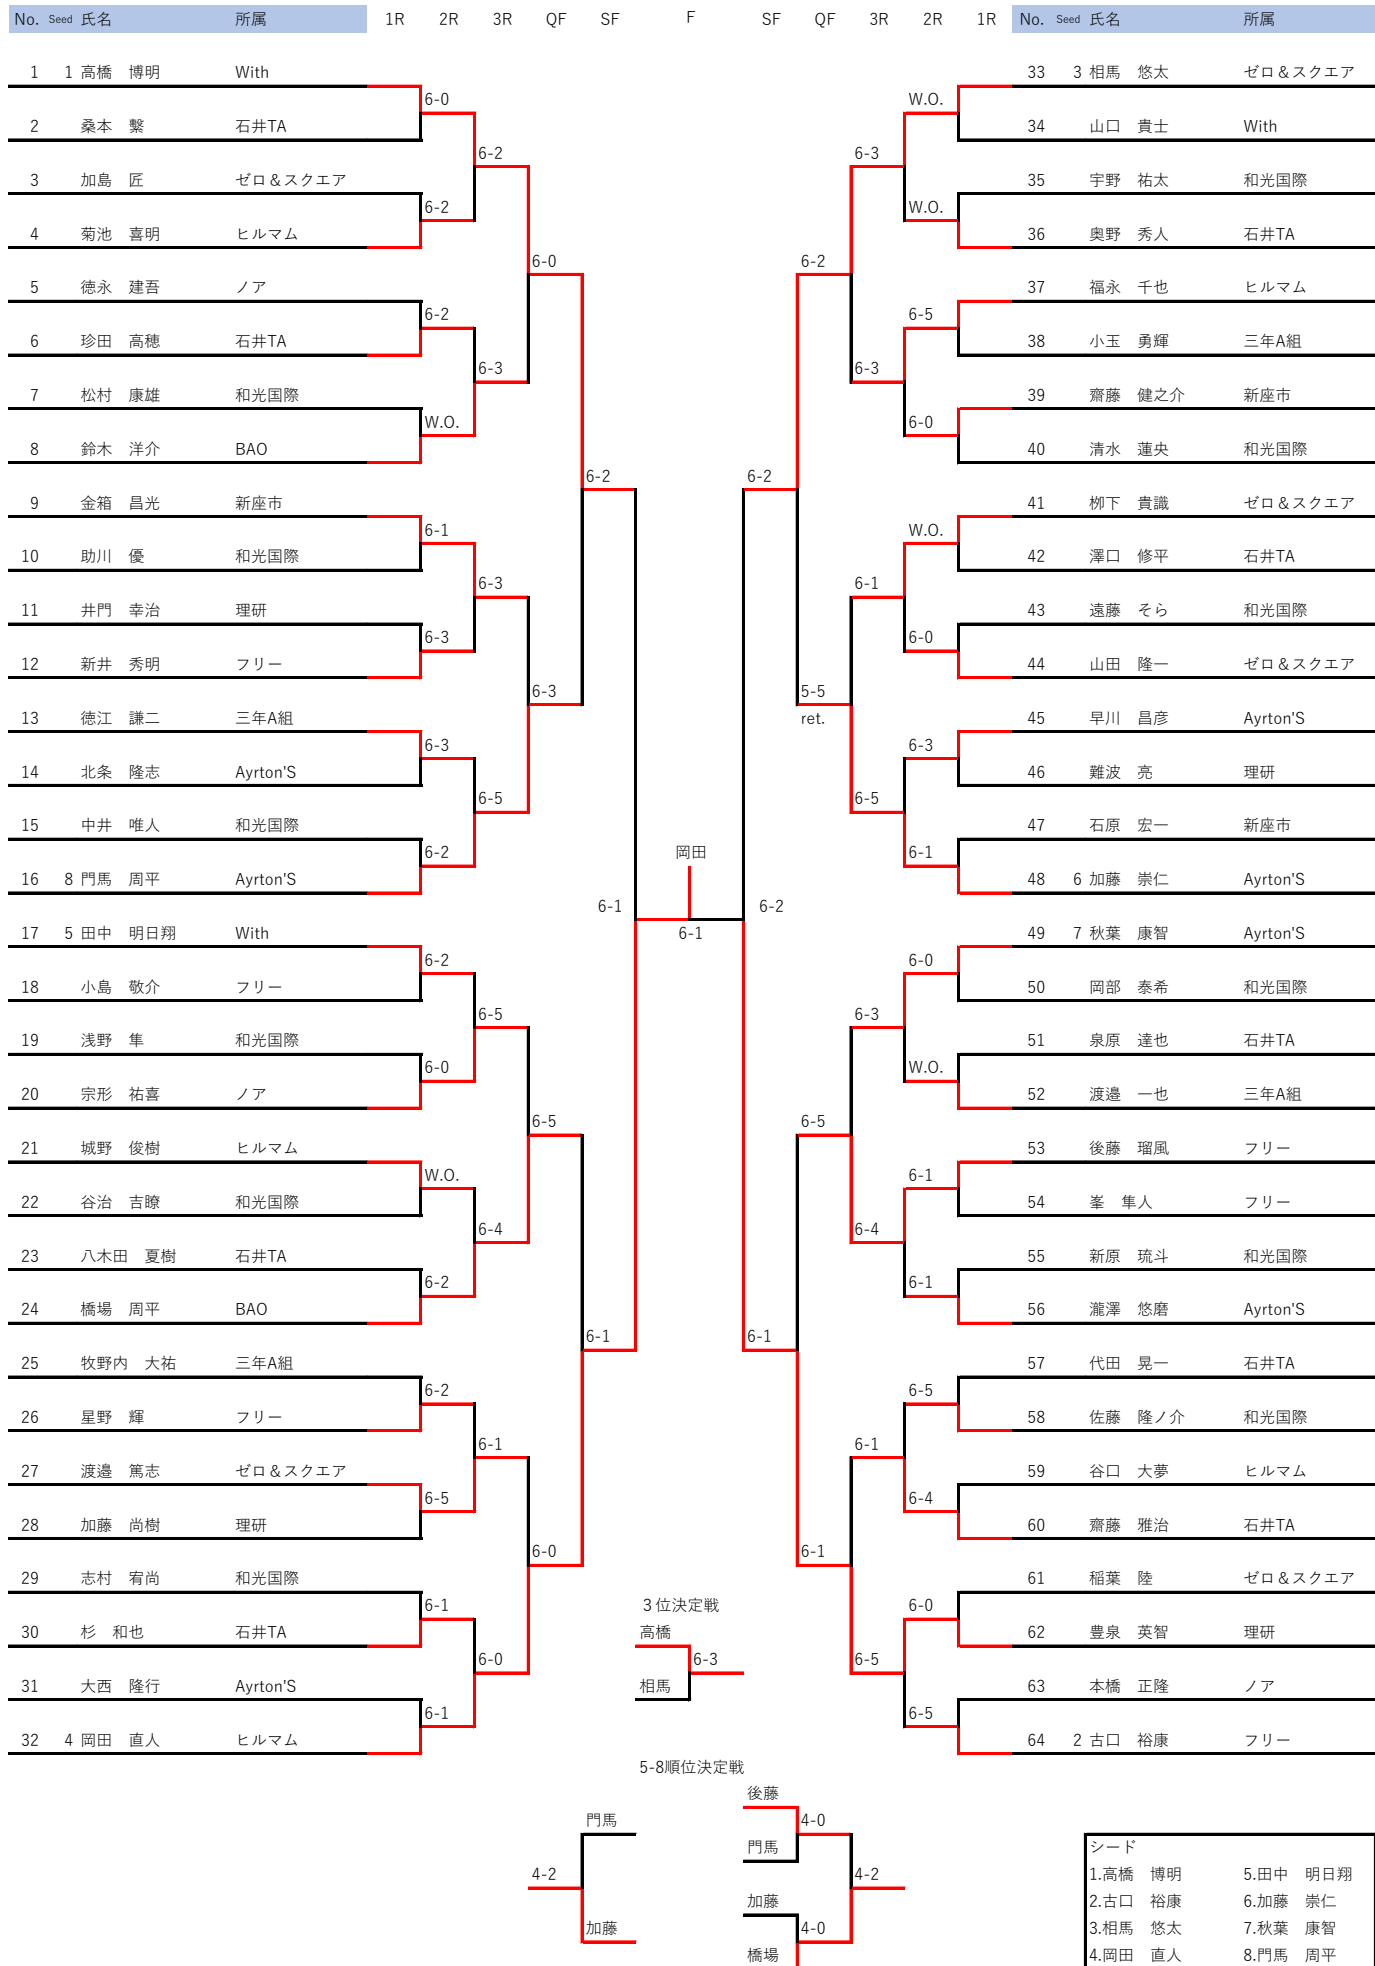 No. Seed 氏名 所属 1R 2R 3R QF SF F SF QF 3R 2R 1R No. Seed 氏名 所属
1 1 高橋 博明 With 33 3 相馬 悠太 ゼロ＆スクエア
6-0 W.O.
2 桑本 繫 石井TA 34 山口 貴士 With
6-2 6-3
3 加島 匠 ゼロ＆スクエア 35 宇野 祐太 和光国際
6-2 W.O.
4 菊池 喜明 ヒルマム 36 奥野 秀人 石井TA
6-0 6-2
5 徳永 建吾 ノア 37 福永 千也 ヒルマム
6-2 6-5
6 珍田 高穂 石井TA 38 小玉 勇輝 三年A組
6-3 6-3
7 松村 康雄 和光国際 39 齋藤 健之介 新座市
W.O. 6-0
8 鈴木 洋介 BAO 40 清水 蓮央 和光国際
6-2 6-2
9 金箱 昌光 新座市 41 栁下 貴識 ゼロ＆スクエア
6-1 W.O.
10 助川 優 和光国際 42 澤口 修平 石井TA
6-3 6-1
11 井門 幸治 理研 43 遠藤 そら 和光国際
6-3 6-0
12 新井 秀明 フリー 44 山田 隆一 ゼロ＆スクエア
6-3 5-5
13 徳江 謙二 三年A組 ret. 45 早川 昌彦 Ayrton'S
6-3 6-3
14 北条 隆志 Ayrton'S 46 難波 亮 理研
6-5 6-5
15 中井 唯人 和光国際 47 石原 宏一 新座市
6-2 岡田 6-1
16 8 門馬 周平 Ayrton'S 48 6 加藤 崇仁 Ayrton'S
6-1 6-2
17 5 田中 明日翔 With 6-1 49 7 秋葉 康智 Ayrton'S
6-2 6-0
18 小島 敬介 フリー 50 岡部 泰希 和光国際
6-5 6-3
19 浅野 隼 和光国際 51 泉原 達也 石井TA
6-0 W.O.
20 宗形 祐喜 ノア 52 渡邉 一也 三年A組
6-5 6-5
21 城野 俊樹 ヒルマム 53 後藤 瑠風 フリー
W.O. 6-1
22 谷治 吉瞭 和光国際 54 峯 隼人 フリー
6-4 6-4
23 八木田 夏樹 石井TA 55 新原 琉斗 和光国際
6-2 6-1
24 橋場 周平 BAO 56 瀧澤 悠磨 Ayrton'S
6-1 6-1
25 牧野内 大祐 三年A組 57 代田 晃一 石井TA
6-2 6-5
26 星野 輝 フリー 58 佐藤 隆ノ介 和光国際
6-1 6-1
27 渡邉 篤志 ゼロ＆スクエア 59 谷口 大夢 ヒルマム
6-5 6-4
28 加藤 尚樹 理研 60 齋藤 雅治 石井TA
6-0 6-1
29 志村 宥尚 和光国際 61 稲葉 陸 ゼロ＆スクエア
6-1 ３位決定戦 6-0
30 杉 和也 石井TA 高橋 62 豊泉 英智 理研
6-0 6-3 6-5
31 大西 隆行 Ayrton'S 相馬 63 本橋 正隆 ノア
6-1 6-5
32 4 岡田 直人 ヒルマム 64 2 古口 裕康 フリー
5-8順位決定戦
後藤
門馬 4-0
門馬 シード
4-2 4-2 1.高橋 博明 5.田中 明日翔
加藤 2.古口 裕康 6.加藤 崇仁
加藤 4-0 3.相馬 悠太 7.秋葉 康智
橋場 4.岡田 直人 8.門馬 周平